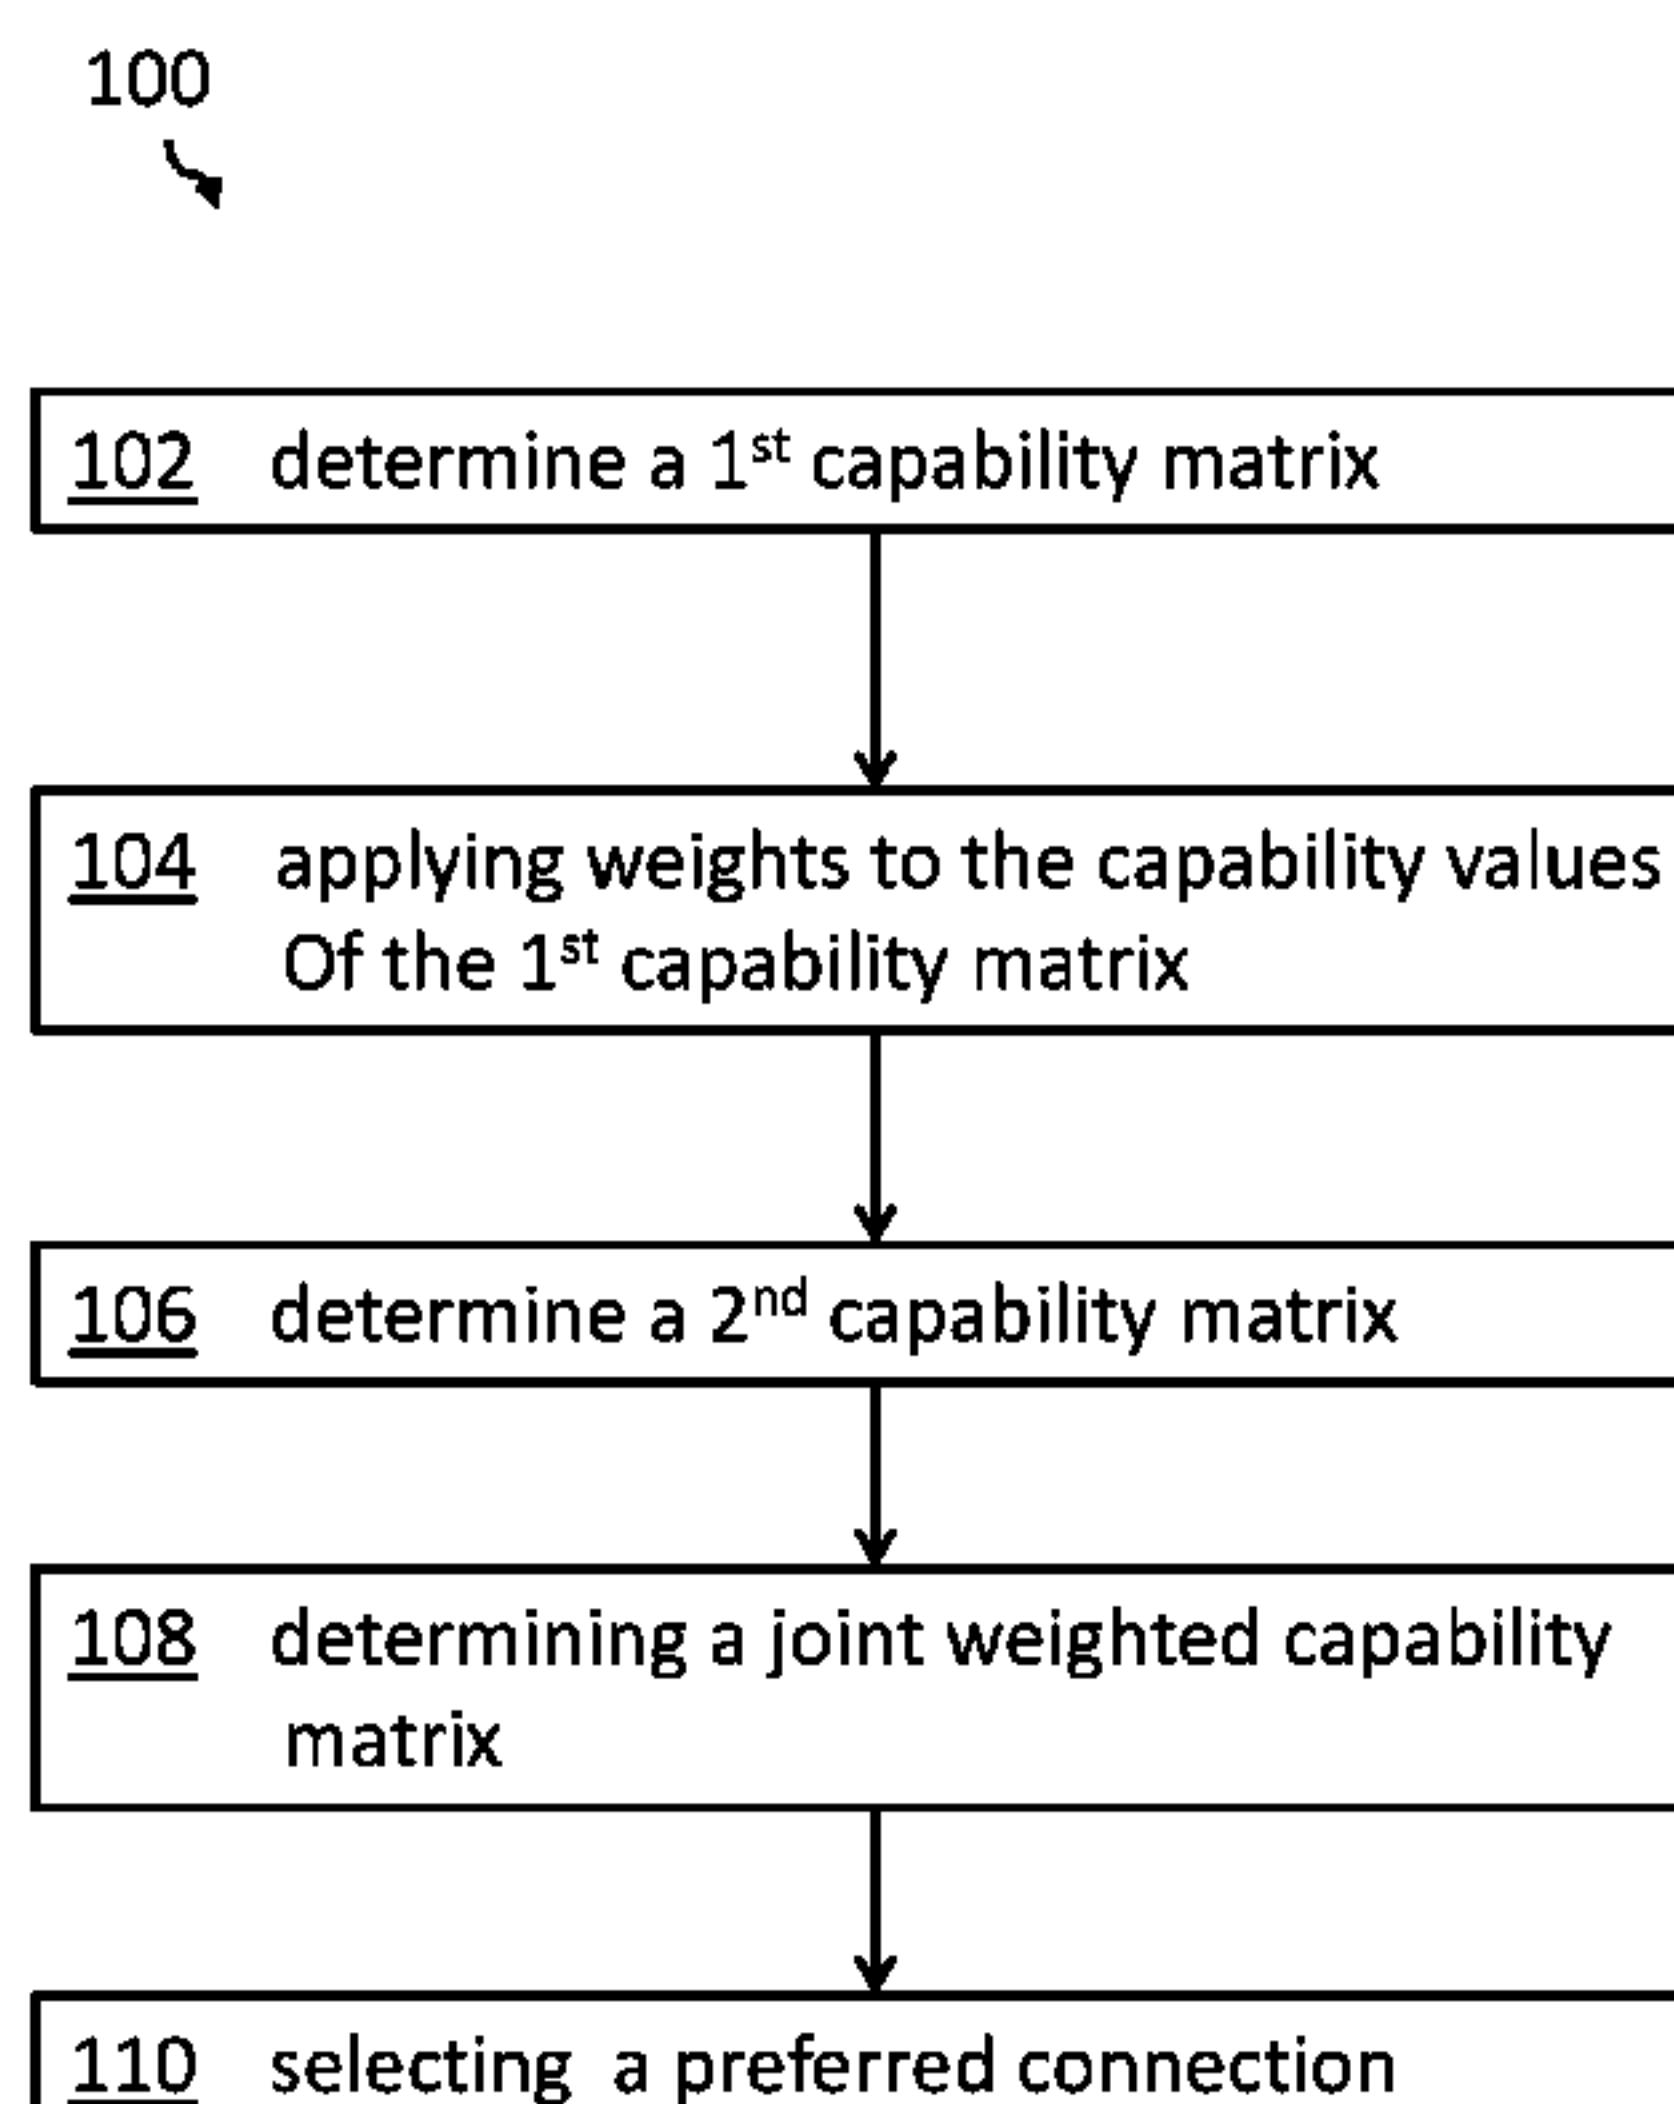 100
102 determine a 1st capability matrix
104 applying weights to the capability values
Of the 1st capability matrix
106 determine a 2nd capability matrix
108 determining a joint weighted capability
matrix
110 selecting a preferred connection